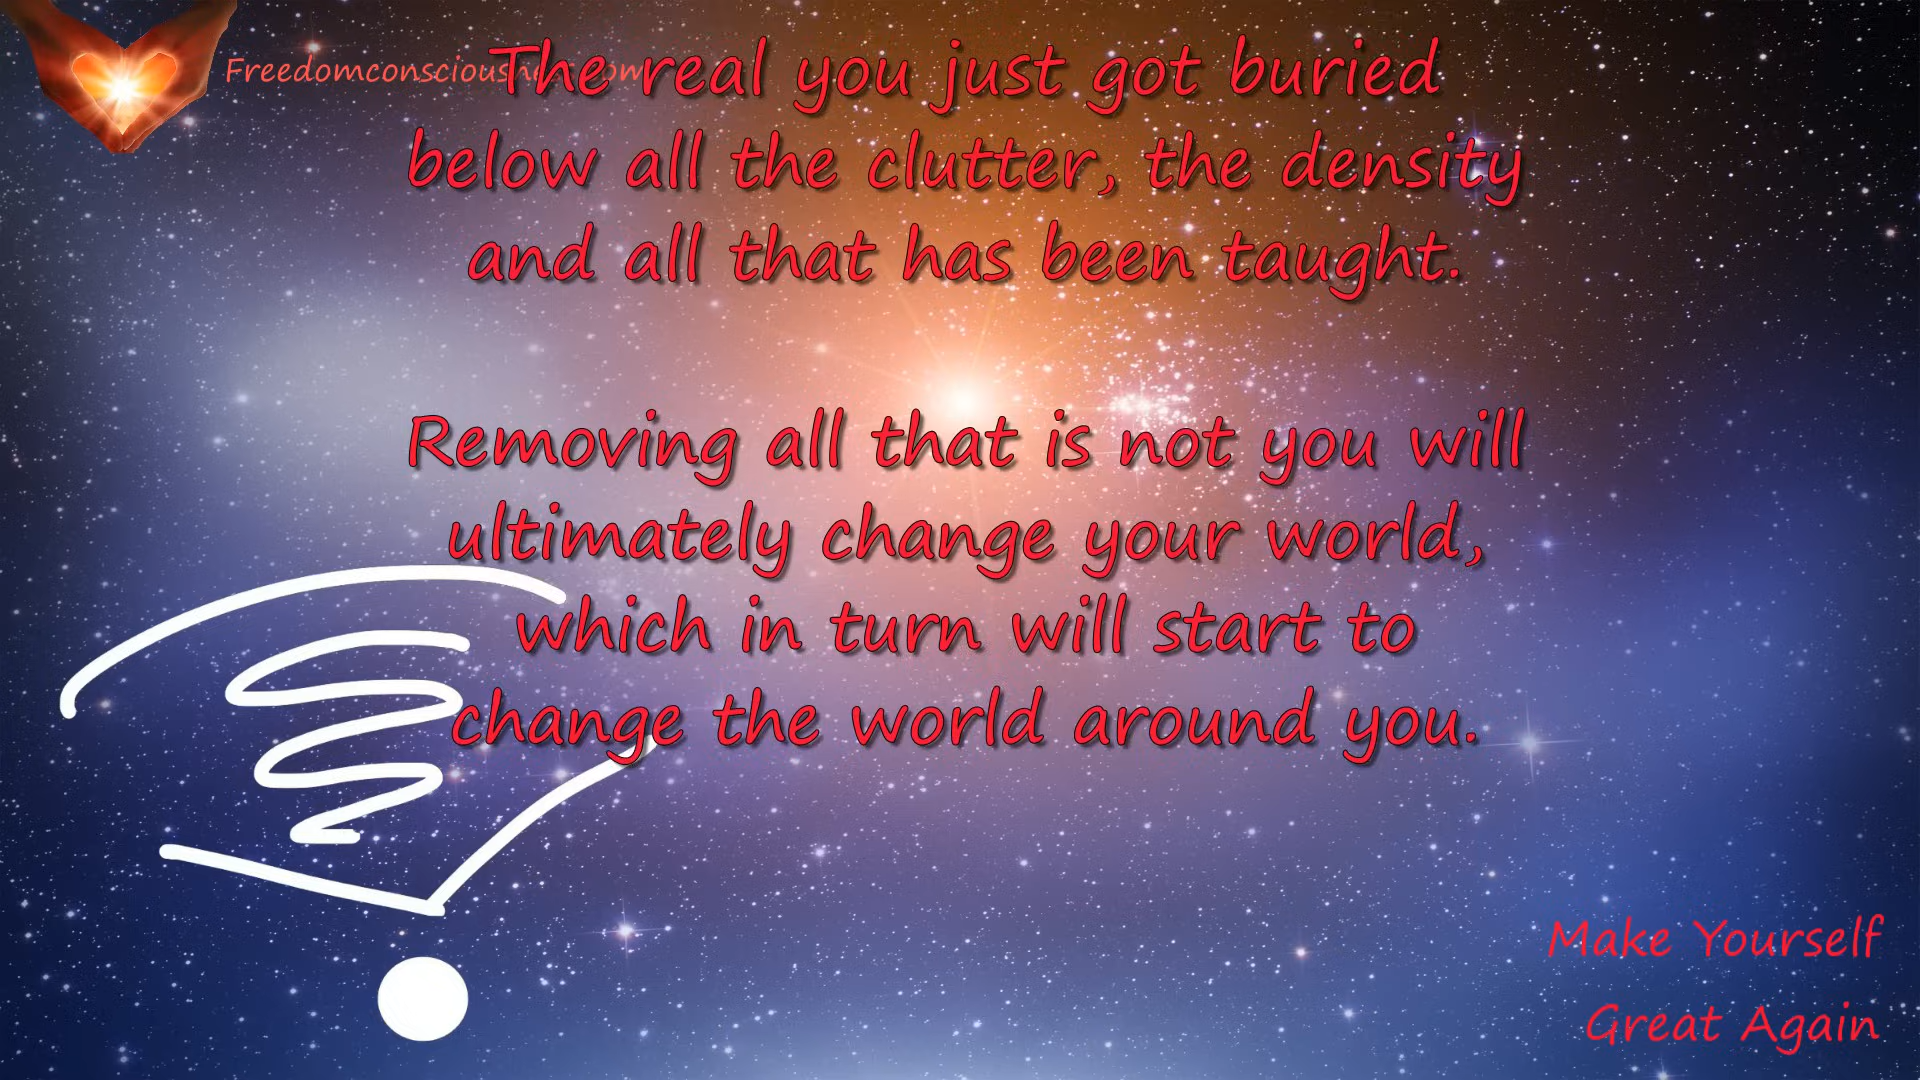 The real you just got buried
below all the clutter, the density
and all that has been taught.
Removing all that is not you will
ultimately change your world,
which in turn will start to
change the world around you.
Make Yourself
Great Again